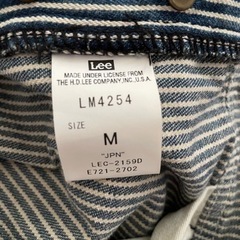 Lee
MADE UNDER LICENSE FROM
THE H.D.LEE COMPANY,INC.,U.S.A.
LM4254
SIZE
M
"JPN"
LEC-2159D
E721-2702